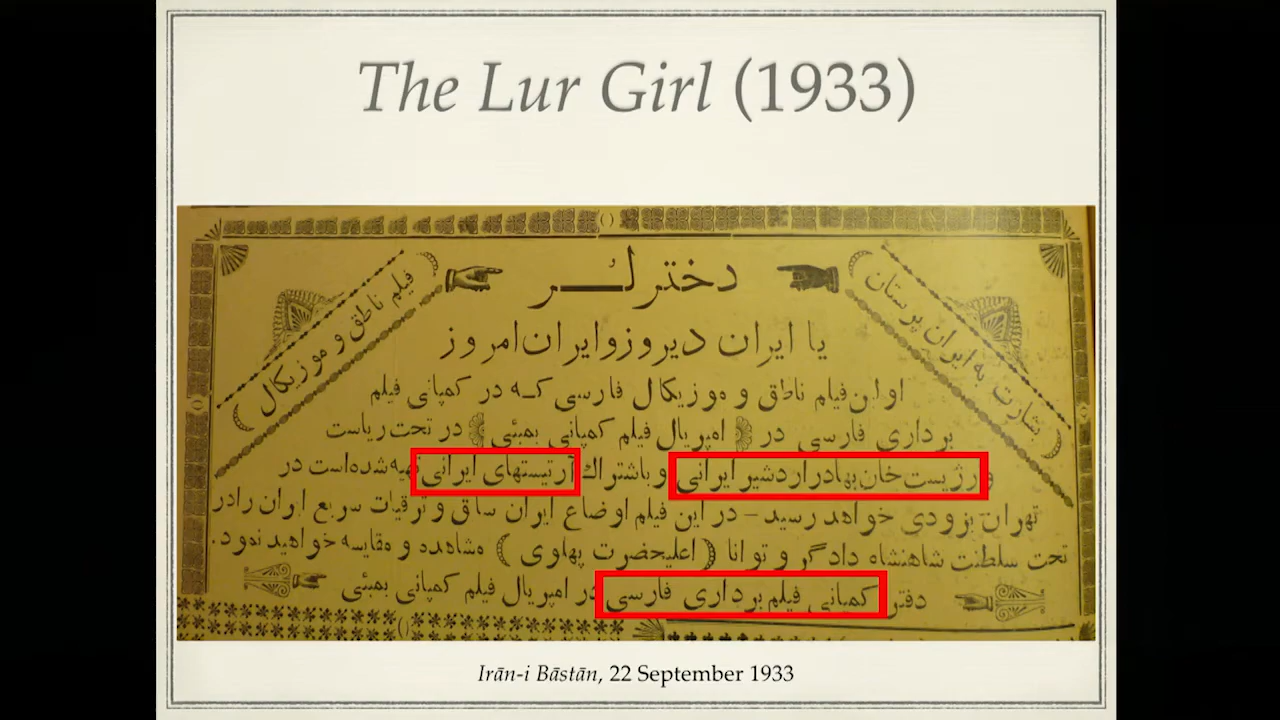 The Lur Girl (1933)
بشارت به ایران پرستان
فیلم ناطق و موزیکال
دختر لُر
یا ایران دیروز و ایران امروز
اولین فیلم ناطق و موزیکال فارسی که در کمپانی فیلم
برداری فارسی در (امپریال فیلم کمپانی بمبئی) در تحت ریاست
و رژیست خان بهادر اردشیر ایرانی و باشتراك آرتیستهای ایرانی تهیه شده است در
تهران بزودی خواهد رسید - در این فیلم اوضاع ایران سابق و ترقیات سریع ایران را در
تحت سلطنت شاهنشاه دادگر و توانا (اعلیحضرت پهلوی) مشاهده و مقایسه خواهید نمود.
دفتر کمپانی فیلم برداری فارسی در امپریال فیلم کمپانی بمبئی
Irān-i Bāstān, 22 September 1933